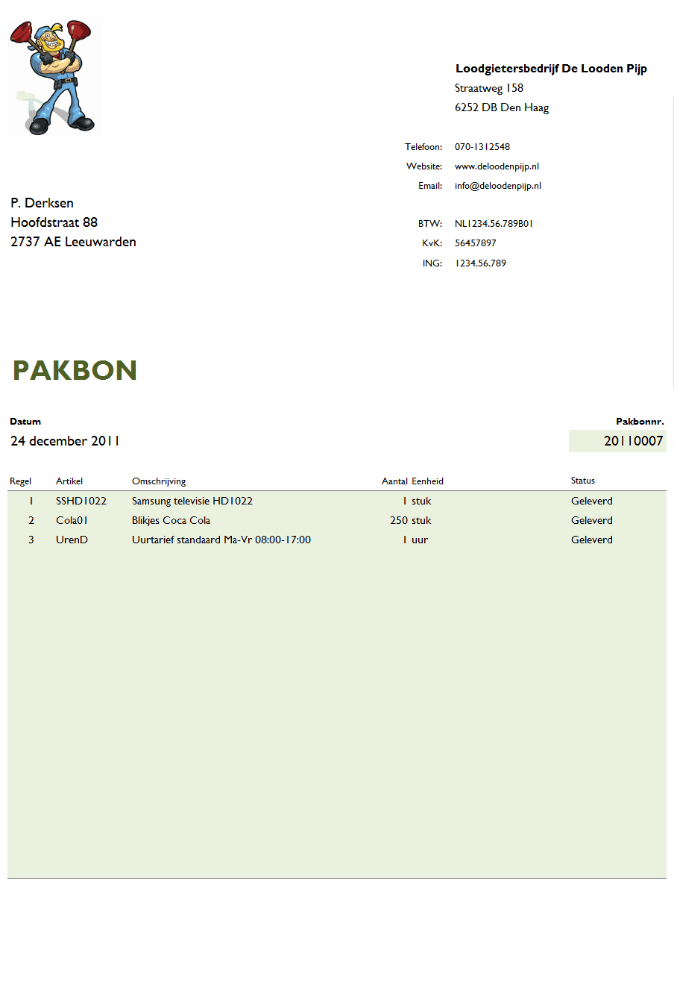 Loodgietersbedrijf De Looden Pijp
Straatweg 158
6252 DB Den Haag
Telefoon: 070-1312548
Website: www.deloodenpijp.nl
Email: info@deloodenpijp.nl
P. Derksen
Hoofdstraat 88
2737 AE Leeuwarden
BTW: NL1234.56.789B01
KvK: 56457897
ING: 1234.56.789
PAKBON
Datum Pakbonnr.
24 december 2011 20110007
Regel Artikel Omschrijving Aantal Eenheid Status
1 SSHD1022 Samsung televisie HD1022 1 stuk Geleverd
2 Cola01 Blikjes Coca Cola 250 stuk Geleverd
3 UrenD Uurtarief standaard Ma-Vr 08:00-17:00 1 uur Geleverd